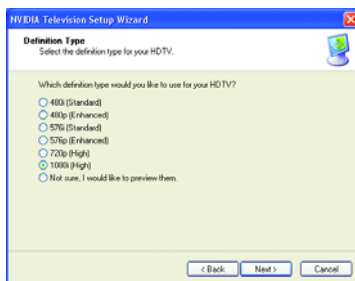 NVIDIA Television Setup Wizard
Definition Type
Select the definition type for your HDTV.
Which definition type would you like to use for your HDTV?
480i (Standard)
480p (Enhanced)
576i (Standard)
576p (Enhanced)
720p (High)
1080i (High)
Not sure, I would like to preview them.
< Back
Next >
Cancel